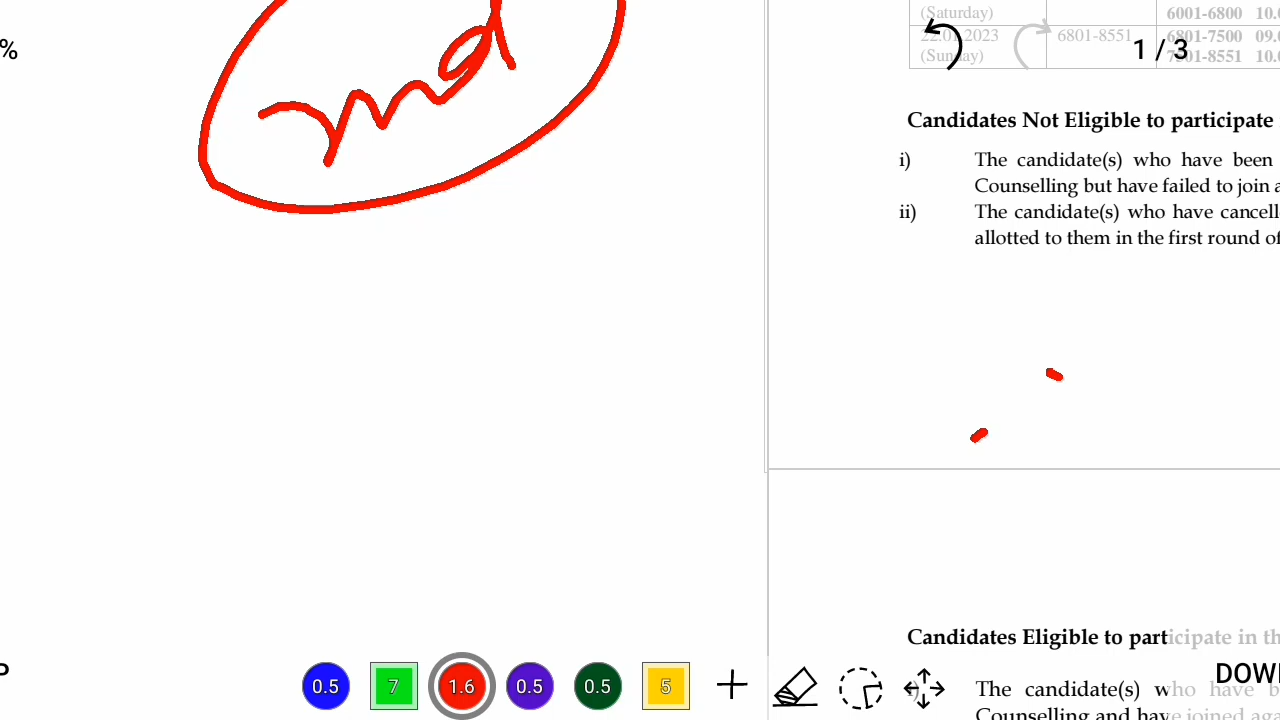 %
(Saturday)
6001-6800 10.0
22.01.2023 6801-8551 6801-7500 09.0
(Sunday) 7501-8551 10.0
1 / 3
Candidates Not Eligible to participate
i) The candidate(s) who have been
Counselling but have failed to join a
ii) The candidate(s) who have cancell
allotted to them in the first round of
Candidates Eligible to participate in th
The candidate(s) who have b
Counselling and have joined aga
DOWN
0.5 7 1.6 0.5 0.5 5